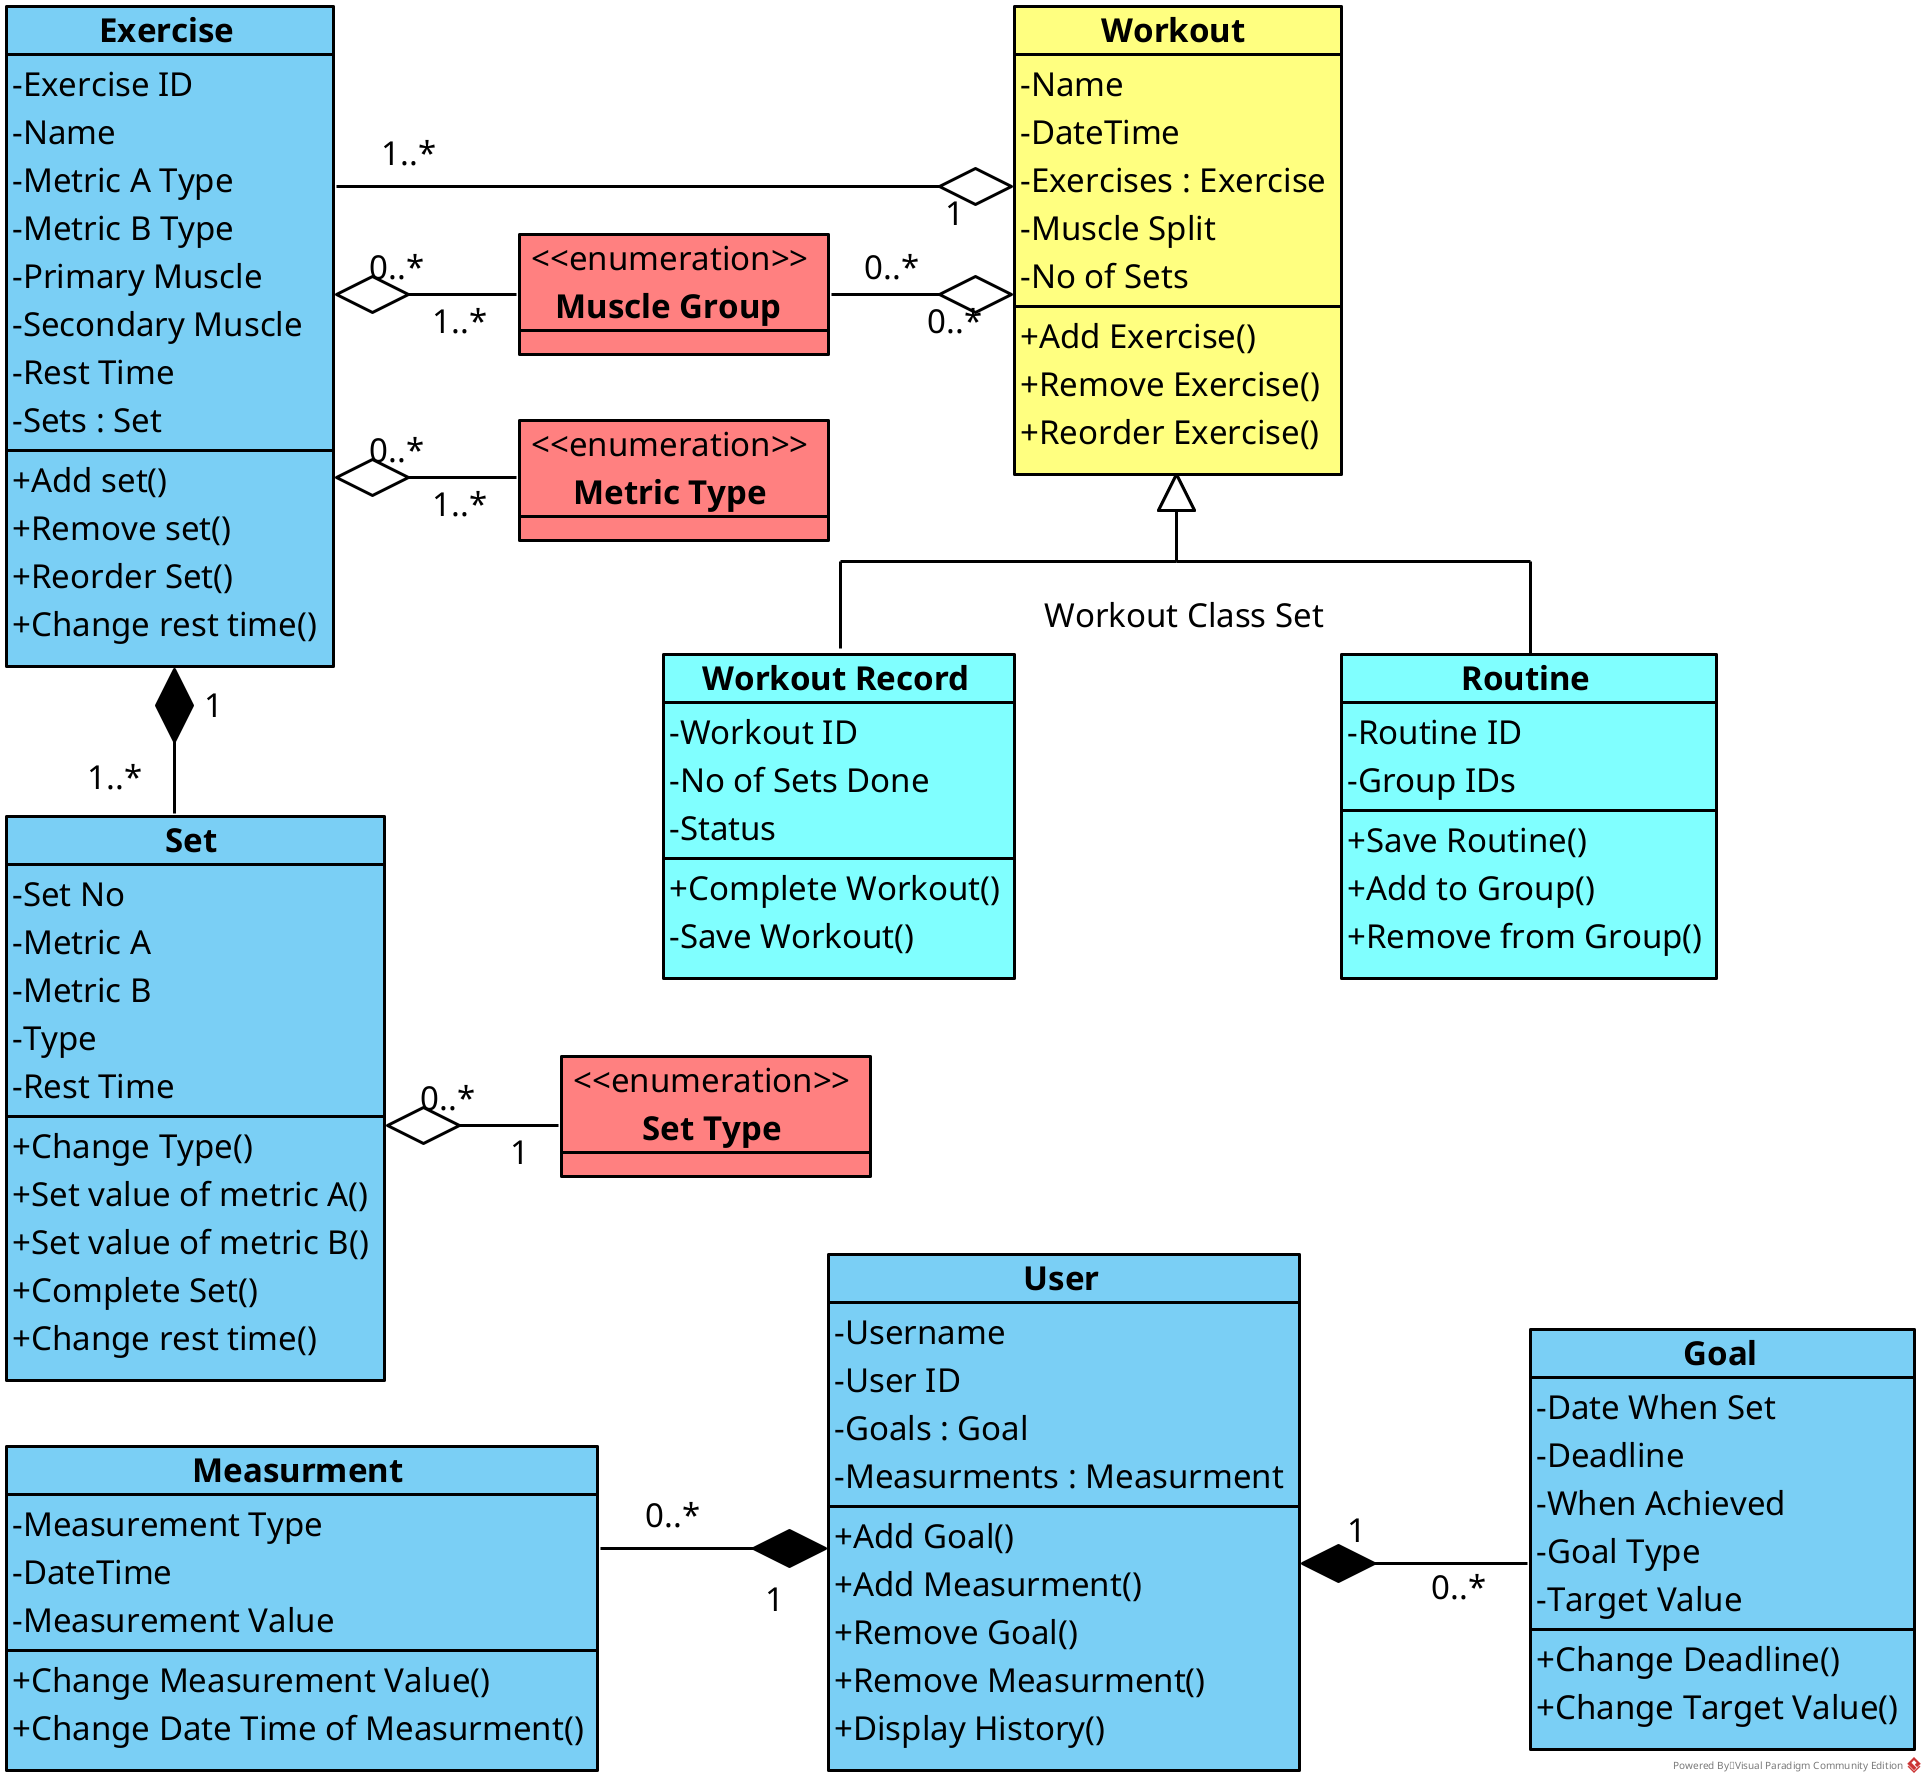 Exercise
-Exercise ID
-Name
-Metric A Type
-Metric B Type
-Primary Muscle
-Secondary Muscle
-Rest Time
-Sets : Set
+Add set()
+Remove set()
+Reorder Set()
+Change rest time()
1..*
1
0..*
1..*
<<enumeration>>
Muscle Group
0..*
0..*
0..*
1..*
<<enumeration>>
Metric Type
Workout
-Name
-DateTime
-Exercises : Exercise
-Muscle Split
-No of Sets
+Add Exercise()
+Remove Exercise()
+Reorder Exercise()
Workout Class Set
Workout Record
-Workout ID
-No of Sets Done
-Status
+Complete Workout()
-Save Workout()
Routine
-Routine ID
-Group IDs
+Save Routine()
+Add to Group()
+Remove from Group()
1
1..*
Set
-Set No
-Metric A
-Metric B
-Type
-Rest Time
+Change Type()
+Set value of metric A()
+Set value of metric B()
+Complete Set()
+Change rest time()
0..*
1
<<enumeration>>
Set Type
Measurment
-Measurement Type
-DateTime
-Measurement Value
+Change Measurement Value()
+Change Date Time of Measurment()
0..*
1
User
-Username
-User ID
-Goals : Goal
-Measurments : Measurment
+Add Goal()
+Add Measurment()
+Remove Goal()
+Remove Measurment()
+Display History()
1
0..*
Goal
-Date When Set
-Deadline
-When Achieved
-Goal Type
-Target Value
+Change Deadline()
+Change Target Value()
Powered By▯Visual Paradigm Community Edition